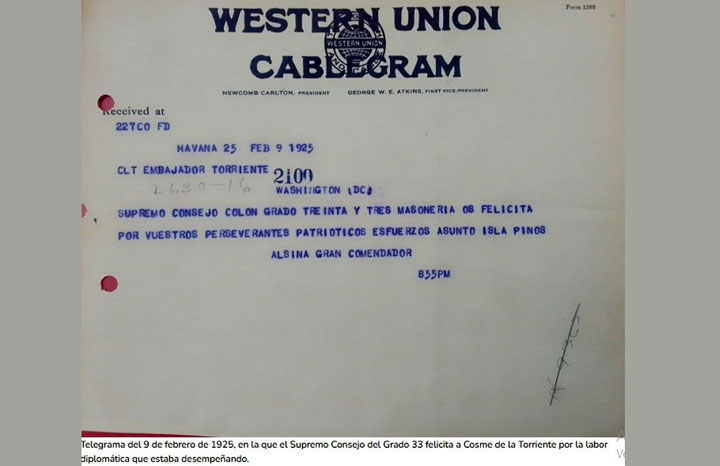 Form 1200
WESTERN UNION
WESTERN UNION
CABLEGRAM
NEWCOMB CARLTON, PRESIDENT GEORGE W. E. ATKINS, FIRST VICE-PRESIDENT
Received at
227CO FD
HAVANA 25 FEB 9 1925
CLT EMBAJADOR TORRIENTE 2100
2630-16 WASHINGTON (DC)
SUPREMO CONSEJO COLON GRADO TREINTA Y TRES MASONERIA OS FELICITA
POR VUESTROS PERSEVERANTES PATRIOTICOS ESFUERZOS ASUNTO ISLA PINOS
ALSINA GRAN COMENDADOR
855PM
Telegrama del 9 de febrero de 1925, en la que el Supremo Consejo del Grado 33 felicita a Cosme de la Torriente por la labor
diplomática que estaba desempeñando.